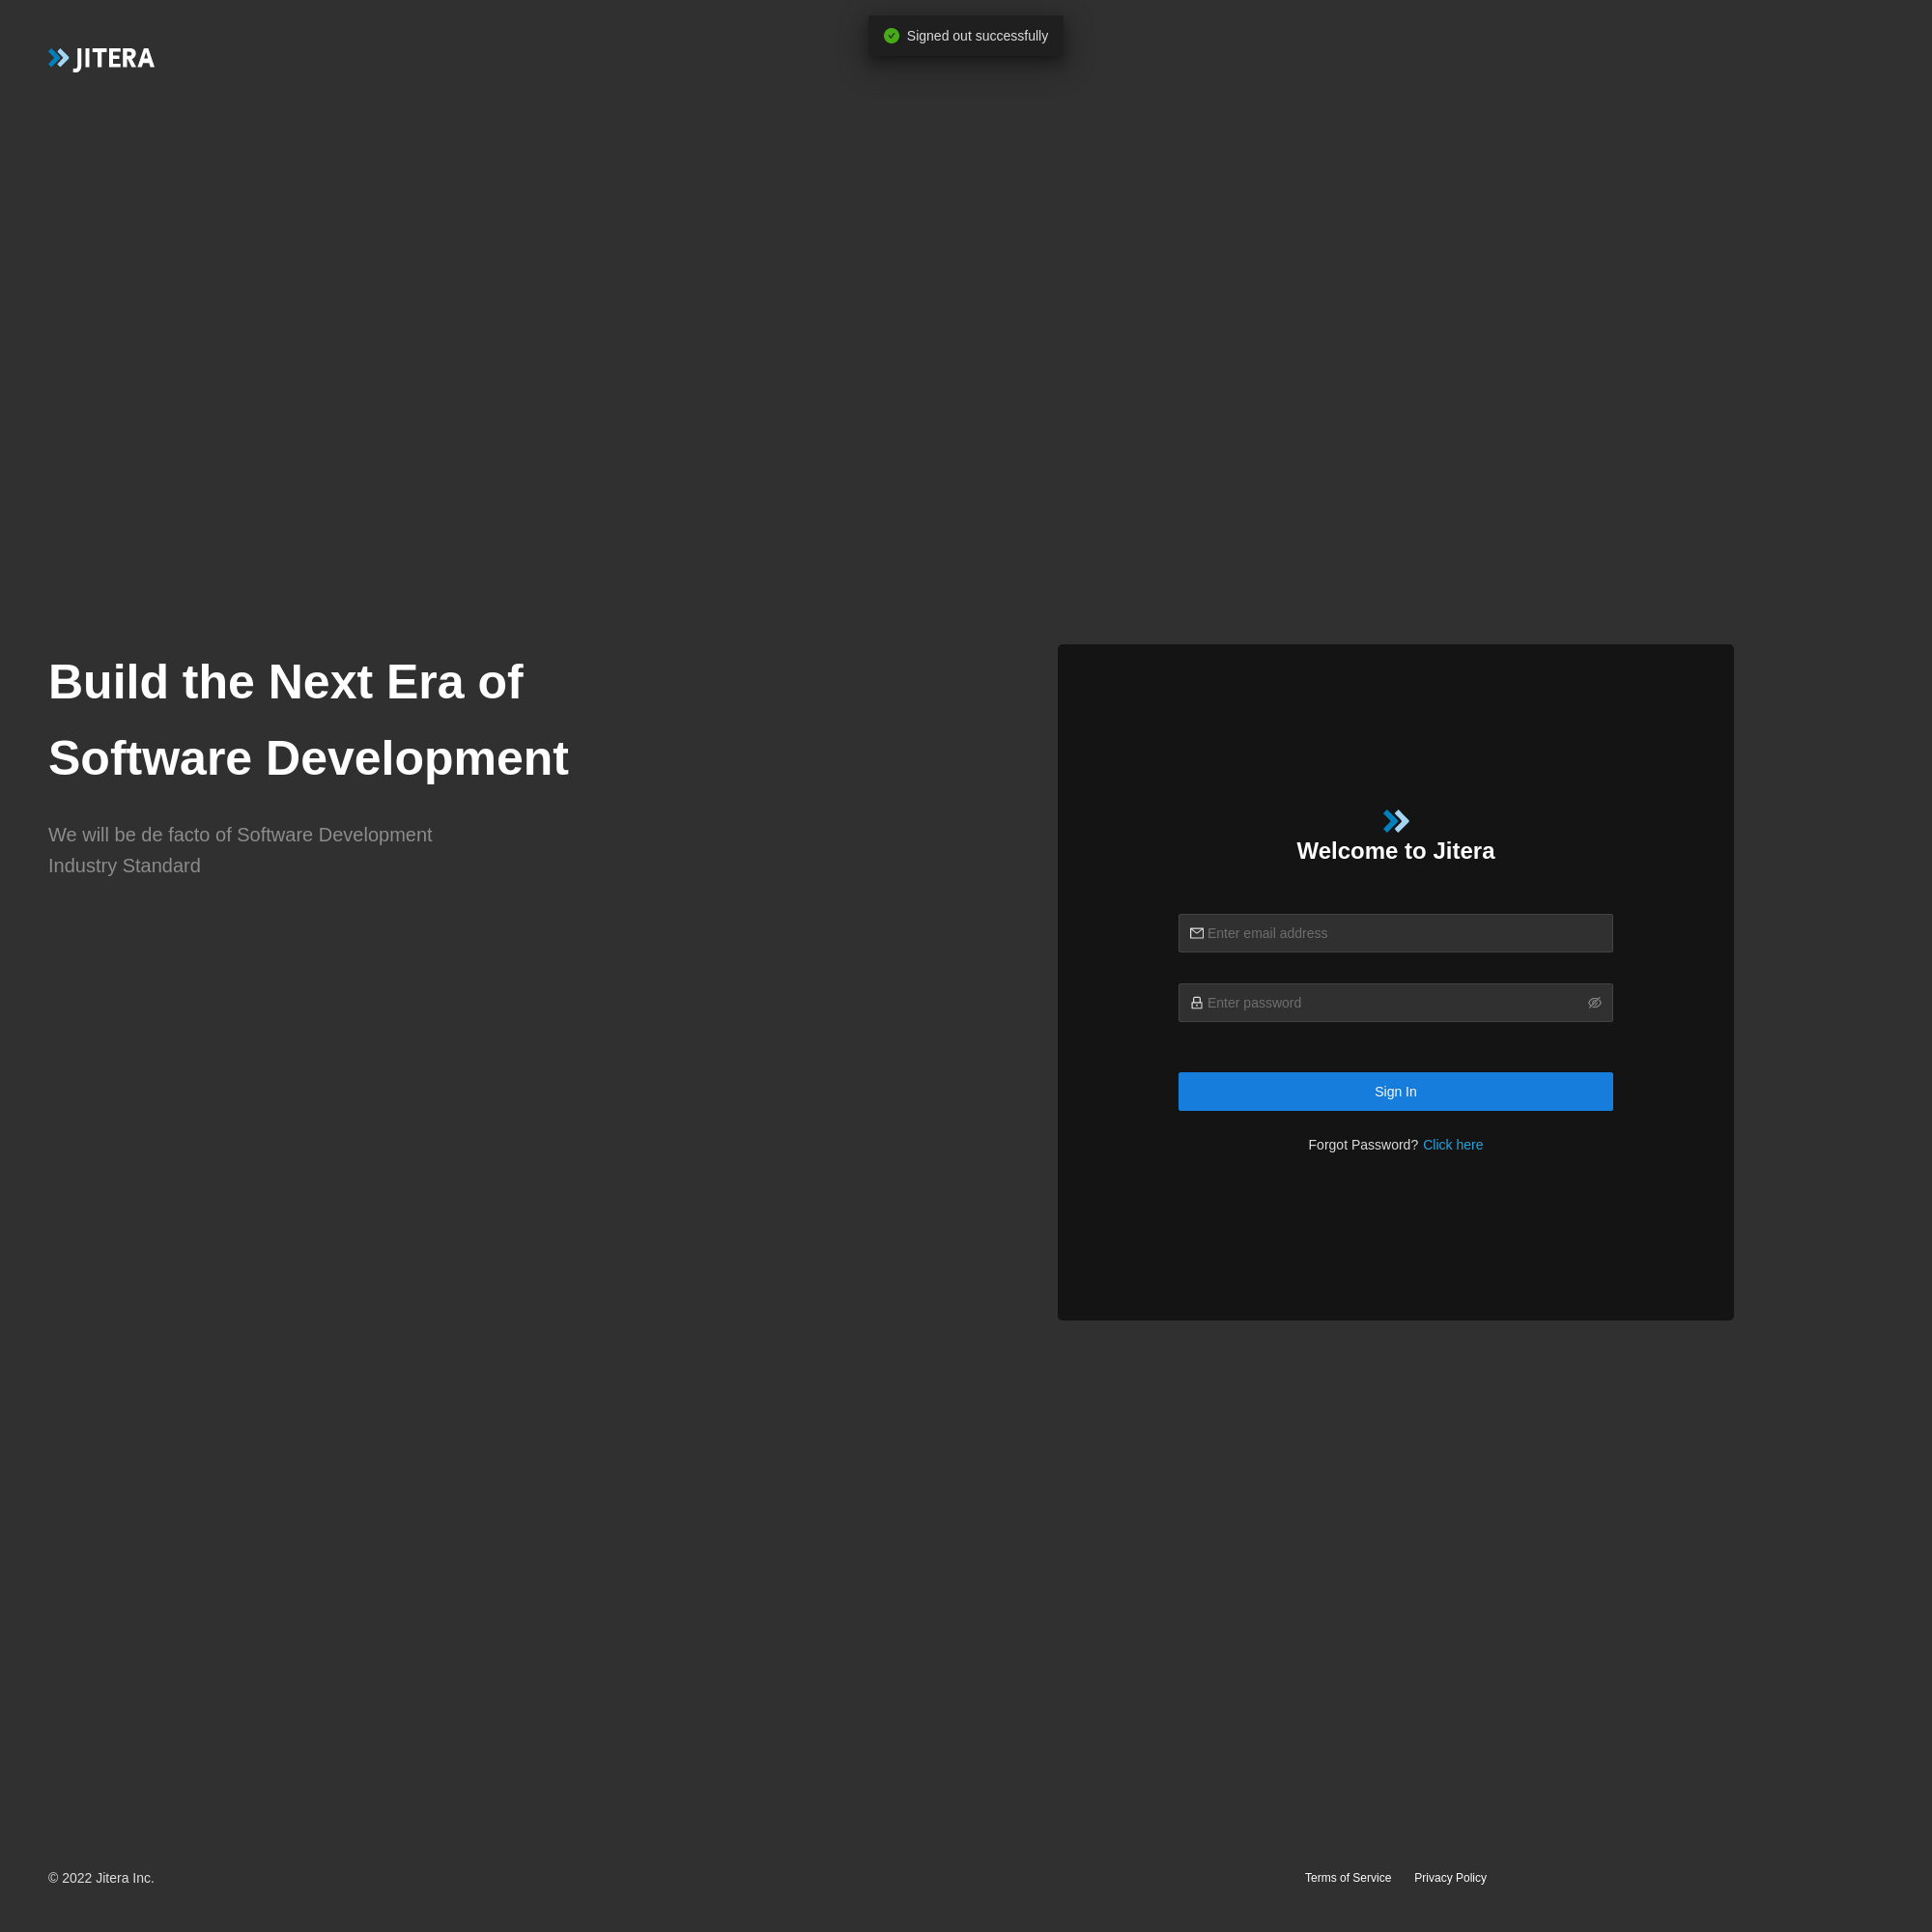 Signed out successfully
JITERA
Build the Next Era of
Software Development
We will be de facto of Software Development
Industry Standard
Welcome to Jitera
Enter email address
Enter password
Sign In
Forgot Password? Click here
© 2022 Jitera Inc.
Terms of Service Privacy Policy